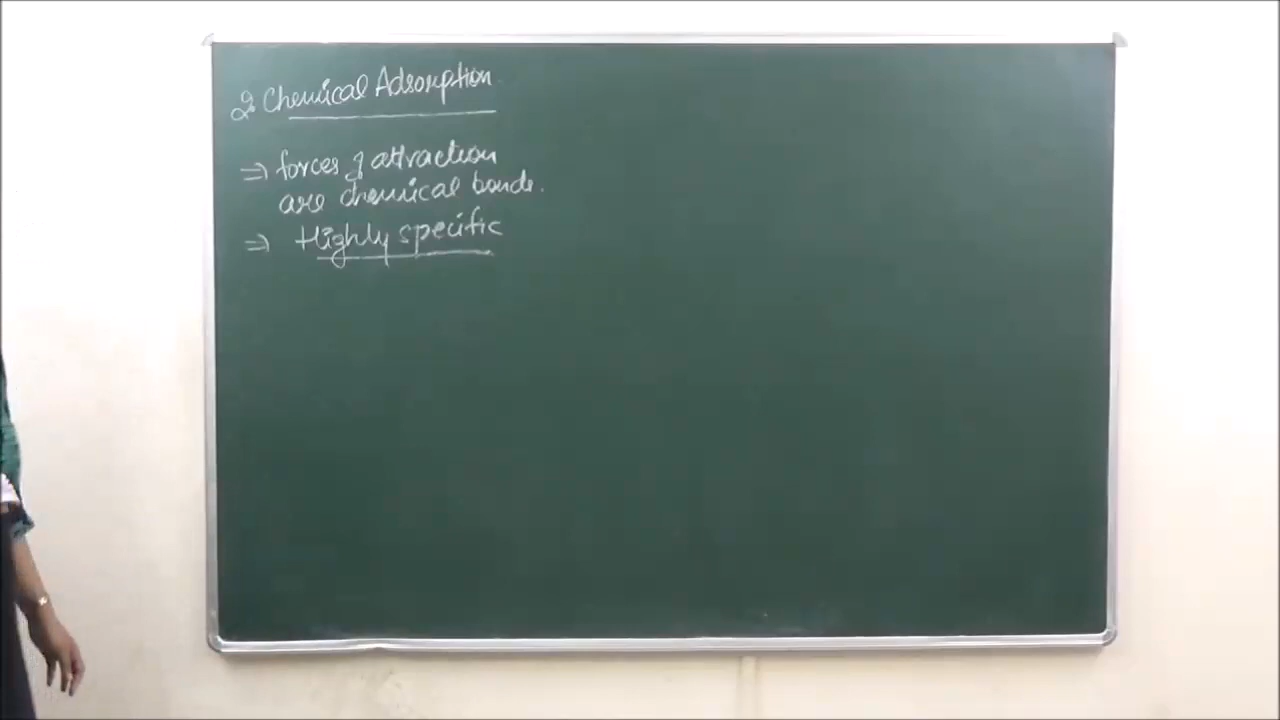 2. Chemical Adsorption
⇒ forces of attraction
are chemical bonds.
⇒ Highly specific